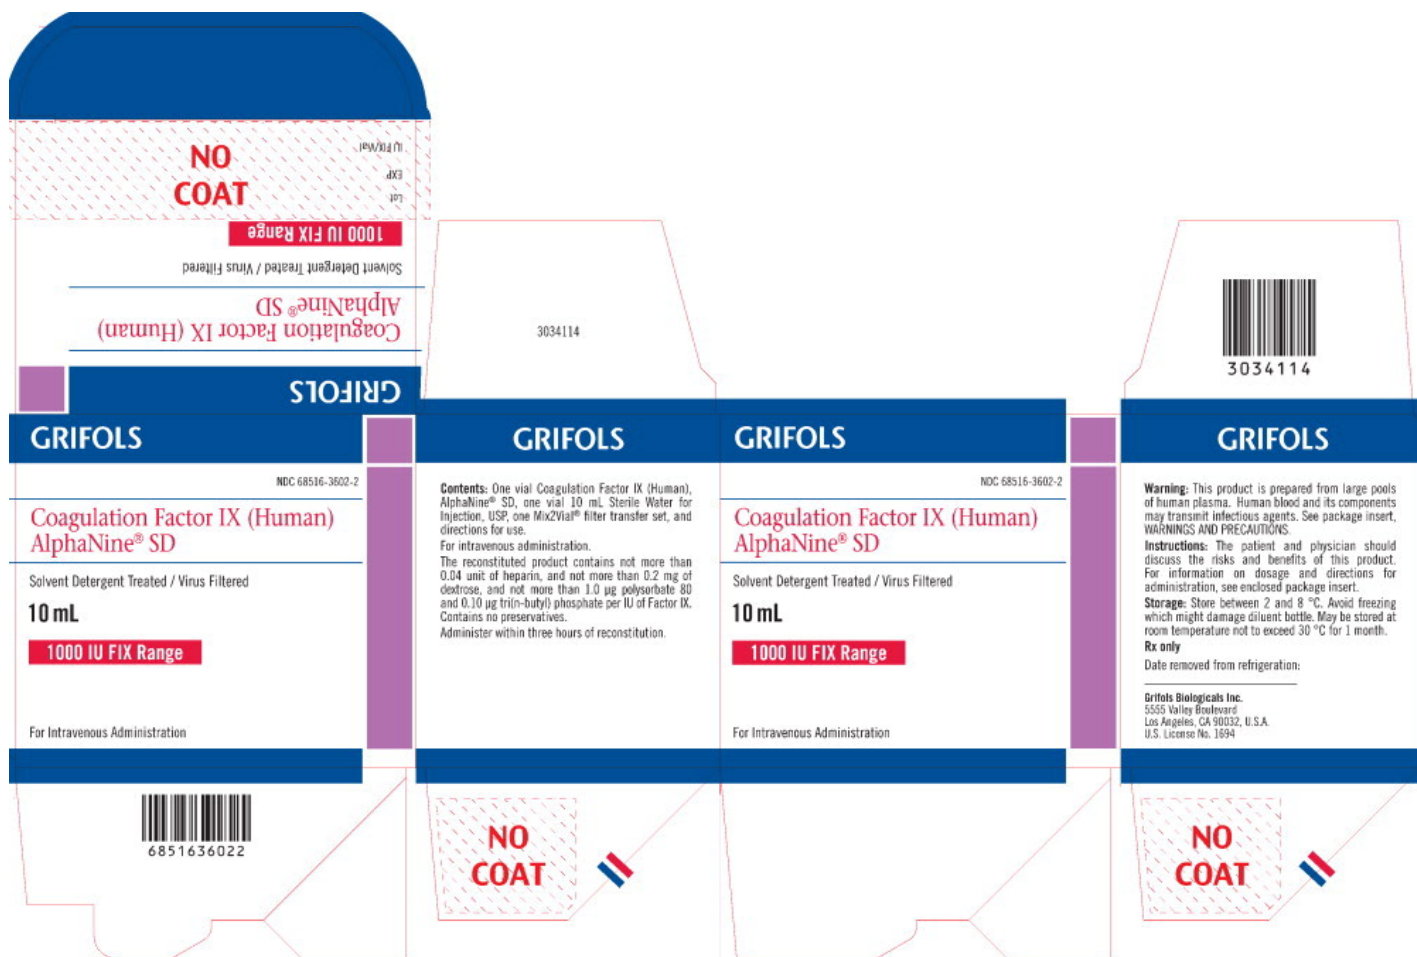 NO
COAT
IU FIX/Vial
EXP
Lot
1000 IU FIX Range
Solvent Detergent Treated / Virus Filtered
Coagulation Factor IX (Human)
AlphaNine® SD
GRIFOLS
GRIFOLS
NDC 68516-3602-2
Coagulation Factor IX (Human)
AlphaNine® SD
Solvent Detergent Treated / Virus Filtered
10 mL
1000 IU FIX Range
For Intravenous Administration
6851636022
3034114
GRIFOLS
Contents: One vial Coagulation Factor IX (Human),
AlphaNine® SD, one vial 10 mL Sterile Water for
Injection, USP, one Mix2Vial® filter transfer set, and
directions for use.
For intravenous administration.
The reconstituted product contains not more than
0.04 unit of heparin, and not more than 0.2 mg of
dextrose, and not more than 1.0 µg polysorbate 80
and 0.10 µg tri(n-butyl) phosphate per IU of Factor IX.
Contains no preservatives.
Administer within three hours of reconstitution.
NO
COAT
GRIFOLS
NDC 68516-3602-2
Coagulation Factor IX (Human)
AlphaNine® SD
Solvent Detergent Treated / Virus Filtered
10 mL
1000 IU FIX Range
For Intravenous Administration
3034114
GRIFOLS
Warning: This product is prepared from large pools
of human plasma. Human blood and its components
may transmit infectious agents. See package insert,
WARNINGS AND PRECAUTIONS.
Instructions: The patient and physician should
discuss the risks and benefits of this product.
For information on dosage and directions for
administration, see enclosed package insert.
Storage: Store between 2 and 8 °C. Avoid freezing
which might damage diluent bottle. May be stored at
room temperature not to exceed 30 °C for 1 month.
Rx only
Date removed from refrigeration:
Grifols Biologicals Inc.
5555 Valley Boulevard
Los Angeles, CA 90032, U.S.A.
U.S. License No. 1694
NO
COAT